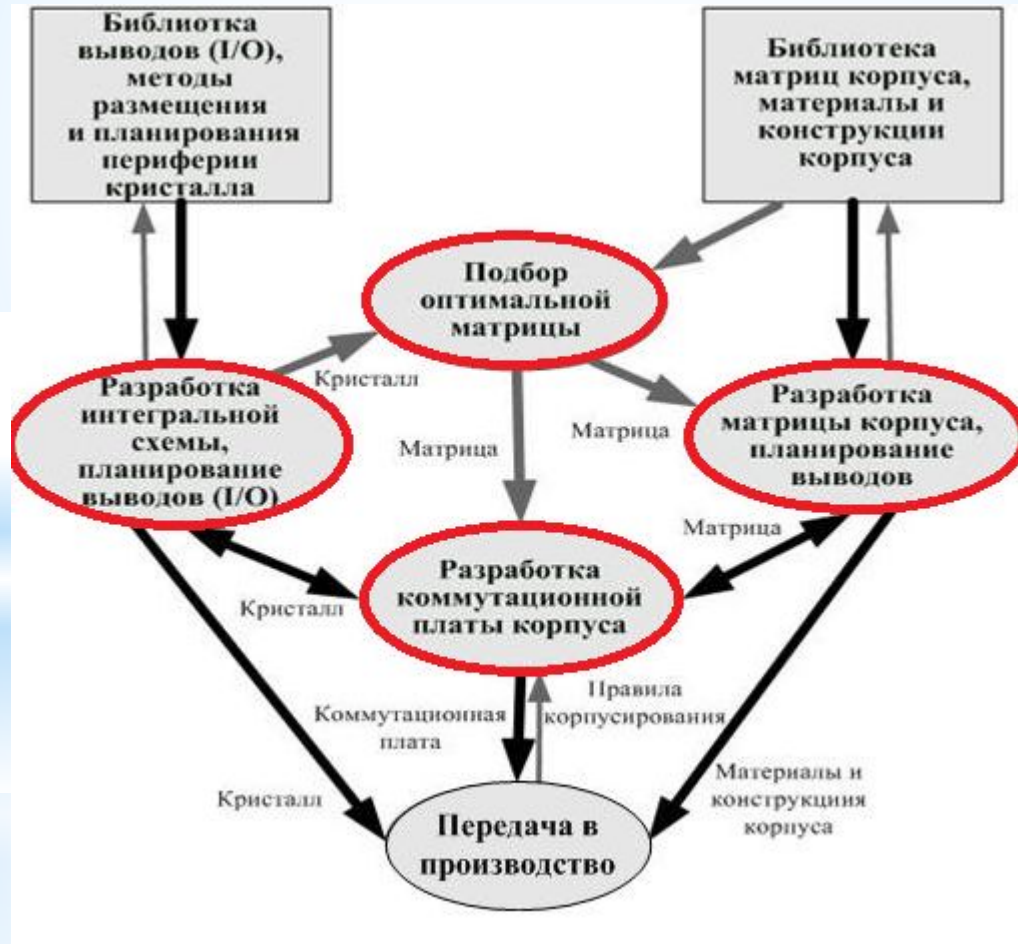 Библиотка
выводов (I/O),
методы
размещения
и планирования
периферии
кристалла
Библиотека
матриц корпуса,
материалы и
конструкции
корпуса
Подбор
оптимальной
матрицы
Кристалл
Разработка
интегральной
схемы,
планирование
выводов (I/O)
Матрица
Матрица
Разработка
матрицы корпуса,
планирование
выводов
Матрица
Разработка
коммутационной
платы корпуса
Кристалл
Коммутационная
плата
Правила
корпусирования
Кристалл
Материалы и
конструкциия
корпуса
Передача в
производство